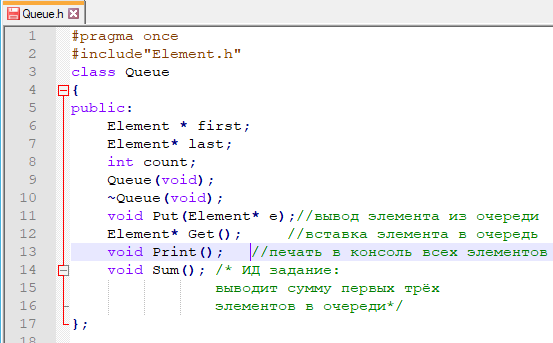 Queue.h
1 #pragma once
2 #include"Element.h"
3 class Queue
4 {
5 public:
6 Element * first;
7 Element* last;
8 int count;
9 Queue(void);
10 ~Queue(void);
11 void Put(Element* e);//вывод элемента из очереди
12 Element* Get(); //вставка элемента в очередь
13 void Print(); //печать в консоль всех элементов
14 void Sum(); /* ИД задание:
15 выводит сумму первых трёх
16 элементов в очереди*/
17 };
18